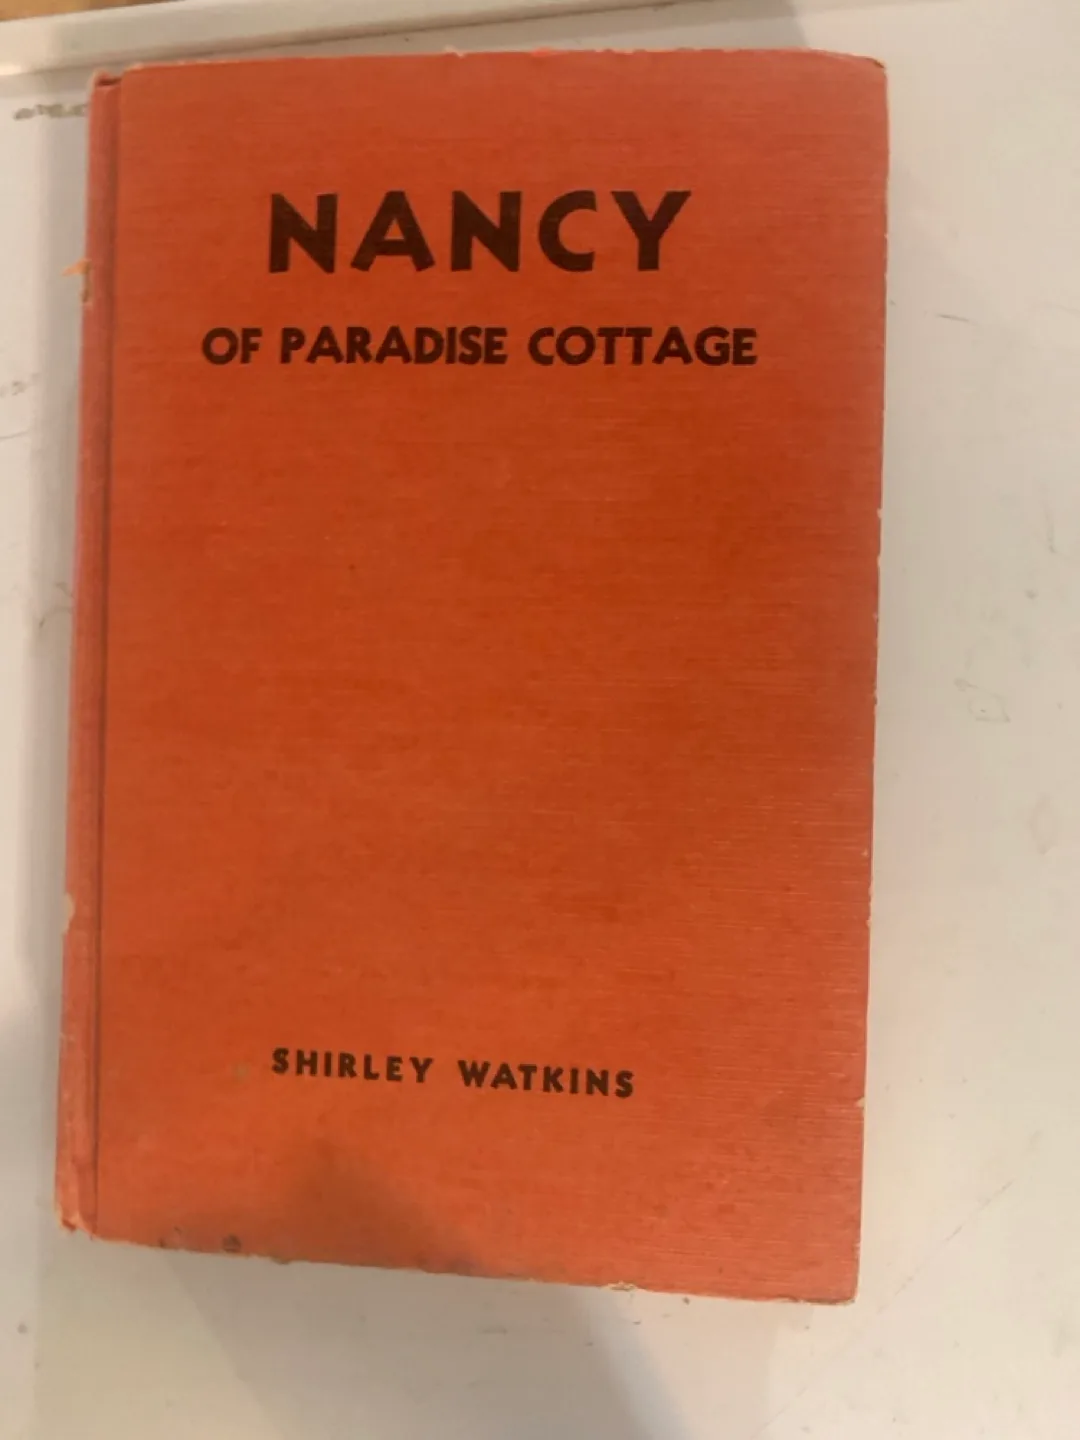 NANCY
OF PARADISE COTTAGE
SHIRLEY WATKINS